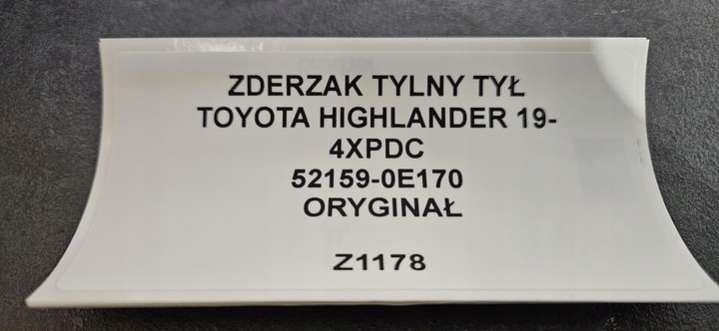 ZDERZAK TYLNY TYŁ
TOYOTA HIGHLANDER 19-
4XPDC
52159-0E170
ORYGINAŁ
Z1178